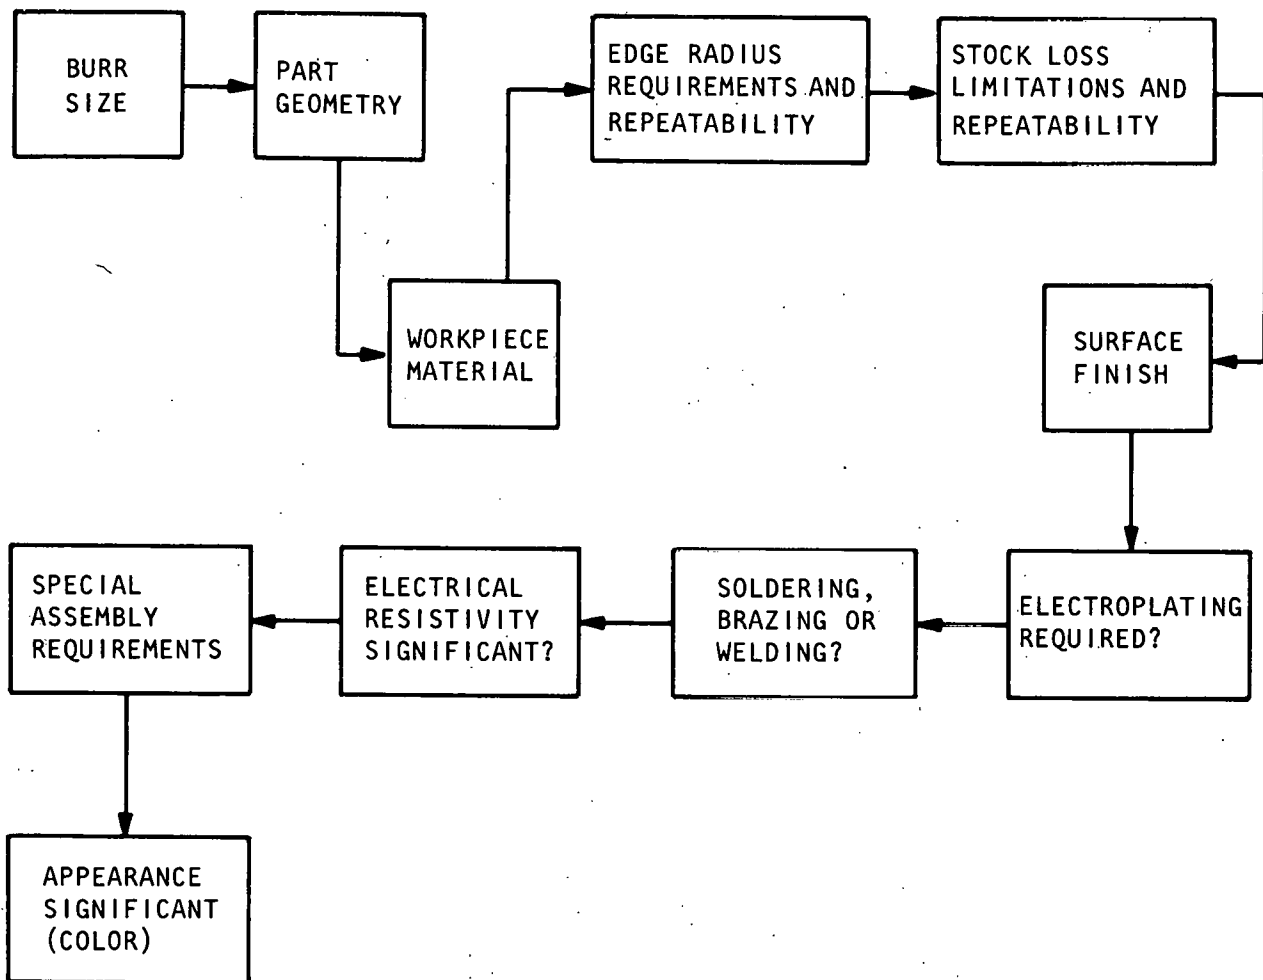 BURR
SIZE
PART
GEOMETRY
EDGE RADIUS
REQUIREMENTS AND
REPEATABILITY
STOCK LOSS
LIMITATIONS AND
REPEATABILITY
WORKPIECE
MATERIAL
SURFACE
FINISH
SPECIAL
ASSEMBLY
REQUIREMENTS
ELECTRICAL
RESISTIVITY
SIGNIFICANT?
SOLDERING,
BRAZING OR
WELDING?
ELECTROPLATING
REQUIRED?
APPEARANCE
SIGNIFICANT
(COLOR)